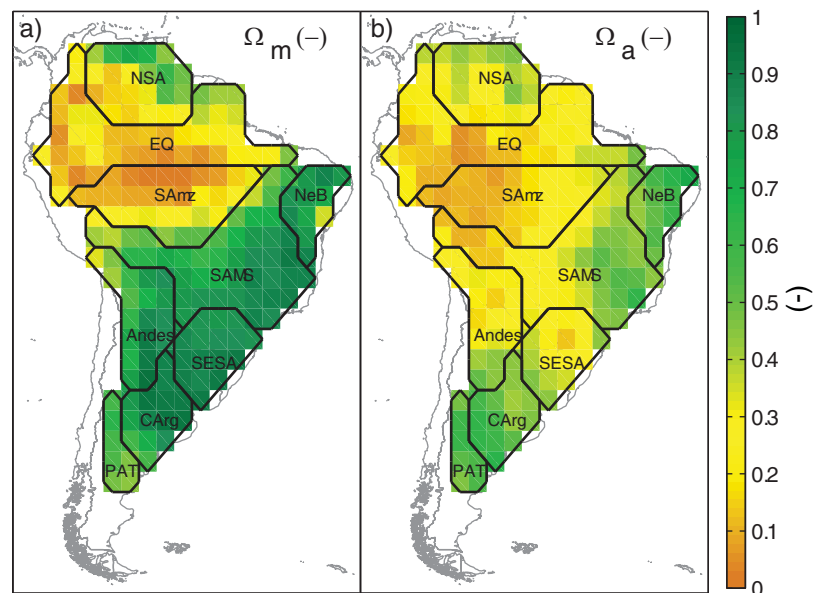 a) Ω m (−)
NSA
EQ
SAmz
NeB
SAMS
Andes
SESA
CArg
PAT
b) Ω a (−)
NSA
EQ
SAmz
NeB
SAMS
Andes
SESA
CArg
PAT
1
0.9
0.8
0.7
0.6
0.5
0.4
0.3
0.2
0.1
0
(-)